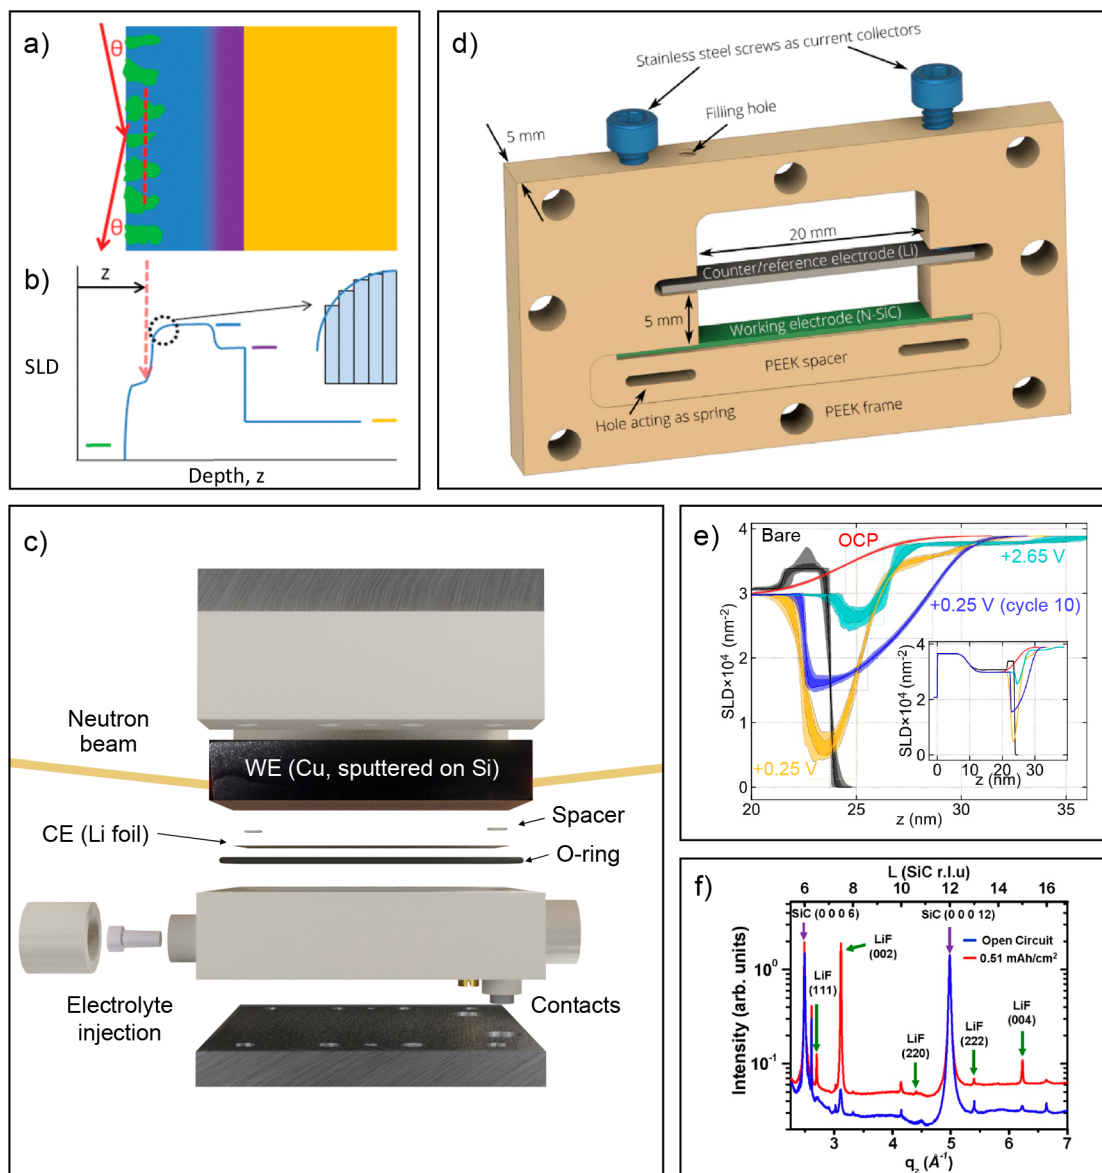 a)
θ
θ
b)
z
SLD
Depth, z
d)
Stainless steel screws as current collectors
Filling hole
5 mm
20 mm
Counter/reference electrode (Li)
5 mm
Working electrode (N-SiC)
PEEK spacer
Hole acting as spring
PEEK frame
c)
Neutron
beam
WE (Cu, sputtered on Si)
Spacer
CE (Li foil)
O-ring
Electrolyte
injection
Contacts
e)
Bare
OCP
+2.65 V
+0.25 V (cycle 10)
+0.25 V
SLD×10⁴ (nm⁻²)
4
3
2
1
0
20
25
30
35
z (nm)
SLD×10⁴ (nm⁻²)
4
2
0
0
10
20
30
z (nm)
f)
L (SiC r.l.u)
6
8
10
12
14
16
SiC (0 0 0 6)
SiC (0 0 0 12)
LiF
(002)
LiF
(111)
Open Circuit
0.51 mAh/cm²
LiF
(220)
LiF
(222)
LiF
(004)
Intensity (arb. units)
10⁰
10⁻¹
3
4
5
6
7
q_z (Å⁻¹)